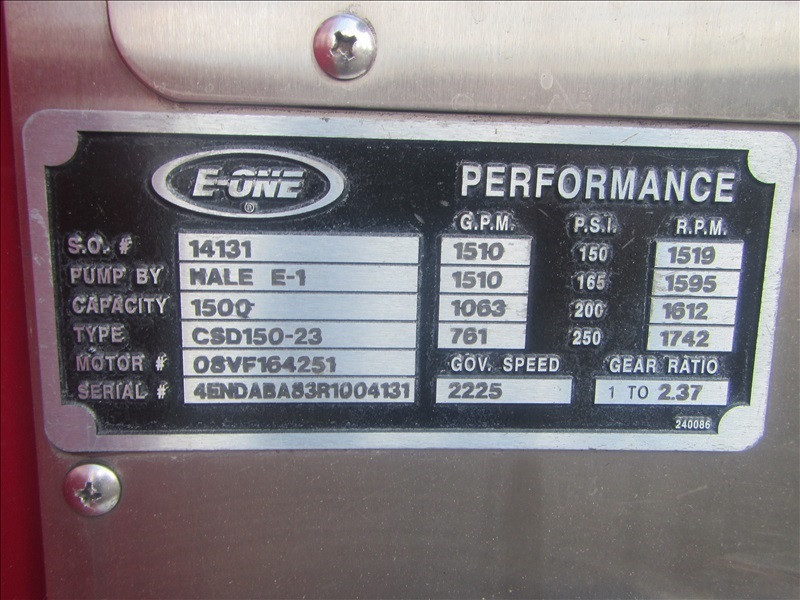 E-ONE
®
PERFORMANCE
G.P.M. P.S.I. R.P.M.
S.O. # 14131 1510 150 1519
PUMP BY HALE E-1 1510 165 1595
CAPACITY 1500 1063 200 1612
TYPE CSD150-23 761 250 1742
MOTOR # 08VF164251 GOV. SPEED GEAR RATIO
SERIAL # 4ENDABA83R1004131 2225 1 TO 2.37
240086